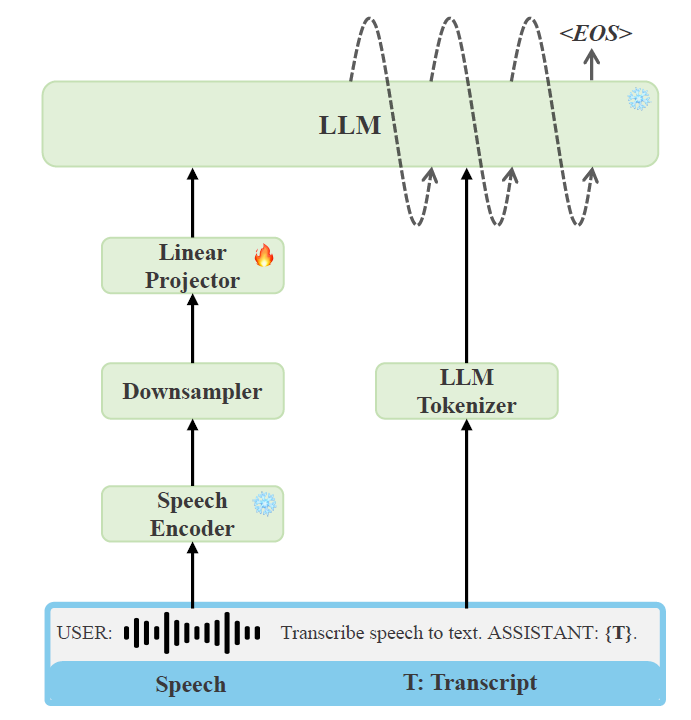 <EOS>
LLM
Linear
Projector
Downsampler
LLM
Tokenizer
Speech
Encoder
USER: Transcribe speech to text. ASSISTANT: {T}.
Speech
T: Transcript